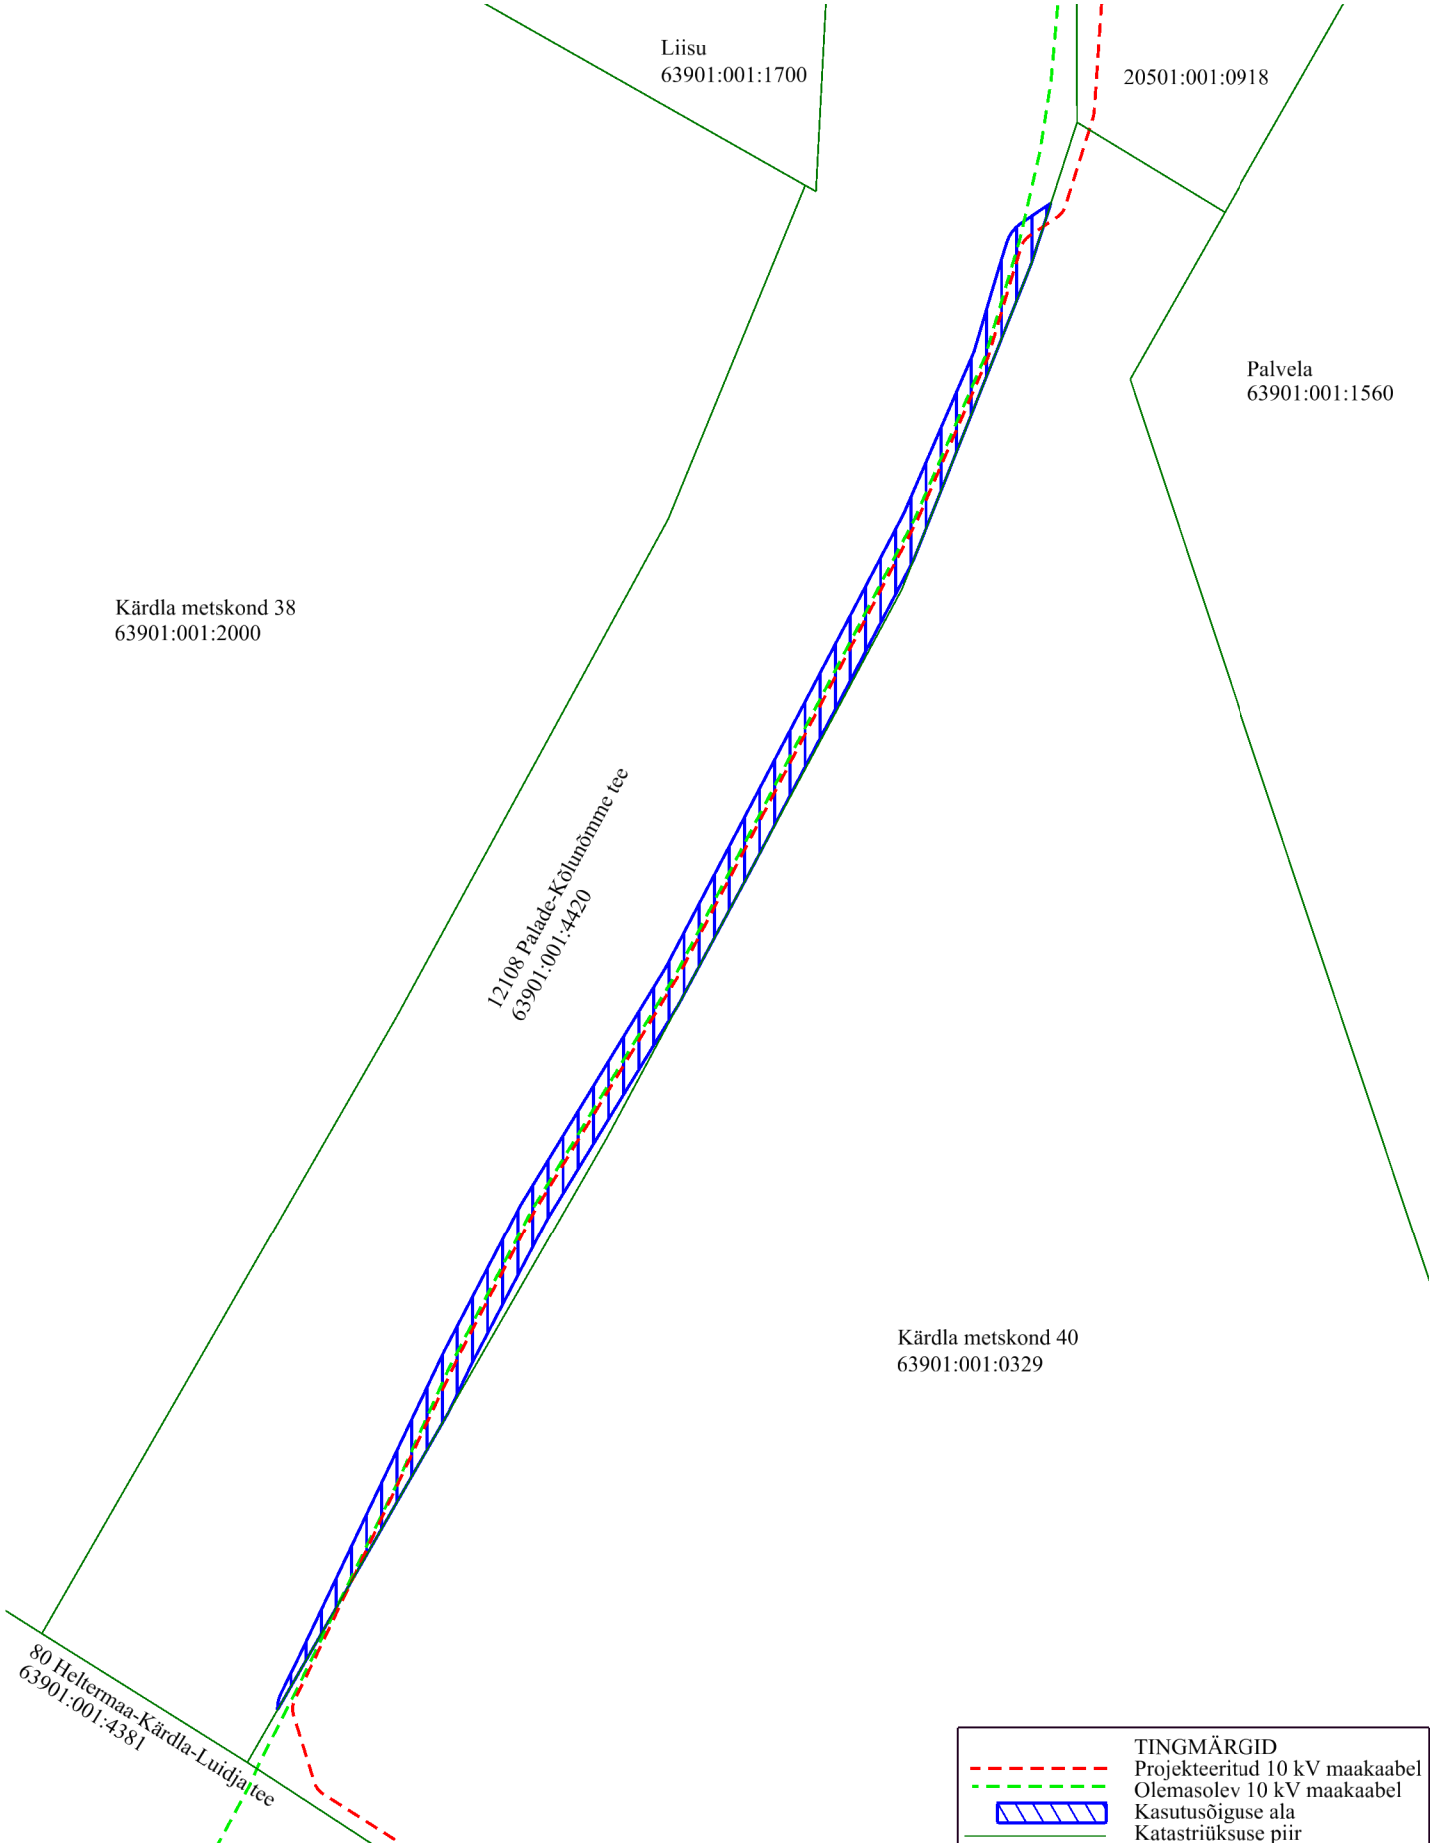 Liisu
63901:001:1700
20501:001:0918
Palvela
63901:001:1560
Kärdla metskond 38
63901:001:2000
12108 Palade-Kõlunõmme tee
63901:001:4420
Kärdla metskond 40
63901:001:0329
80 Heltermaa-Kärdla-Luidja tee
63901:001:4381
TINGMÄRGID
Projekteeritud 10 kV maakaabel
Olemasolev 10 kV maakaabel
Kasutusõiguse ala
Katastriüksuse piir